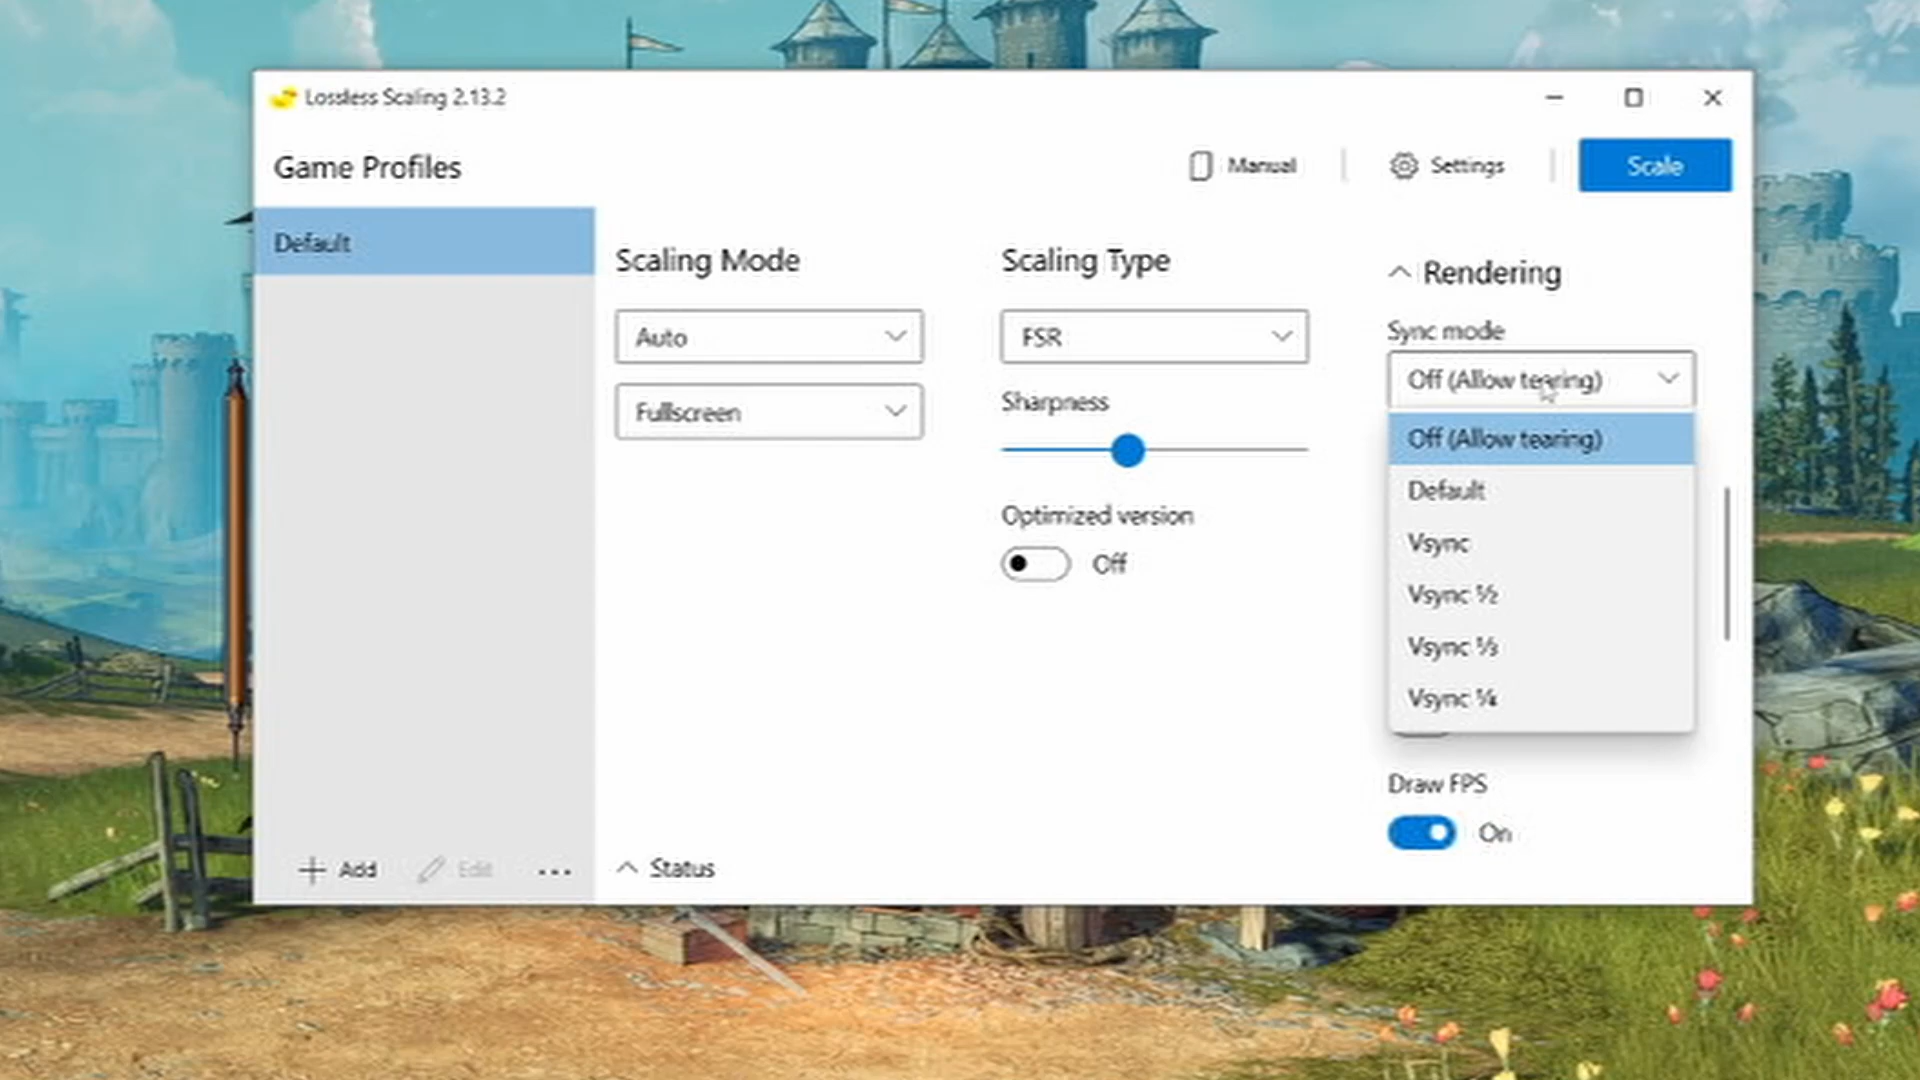 Lossless Scaling 2.13.2
Game Profiles
Manual
Settings
Scale
Default
Scaling Mode
Auto
Fullscreen
Scaling Type
FSR
Sharpness
Optimized version
Off
Rendering
Sync mode
Off (Allow tearing)
Off (Allow tearing)
Default
Vsync
Vsync ½
Vsync ⅓
Vsync ¼
Draw FPS
On
Add
Edit
Status